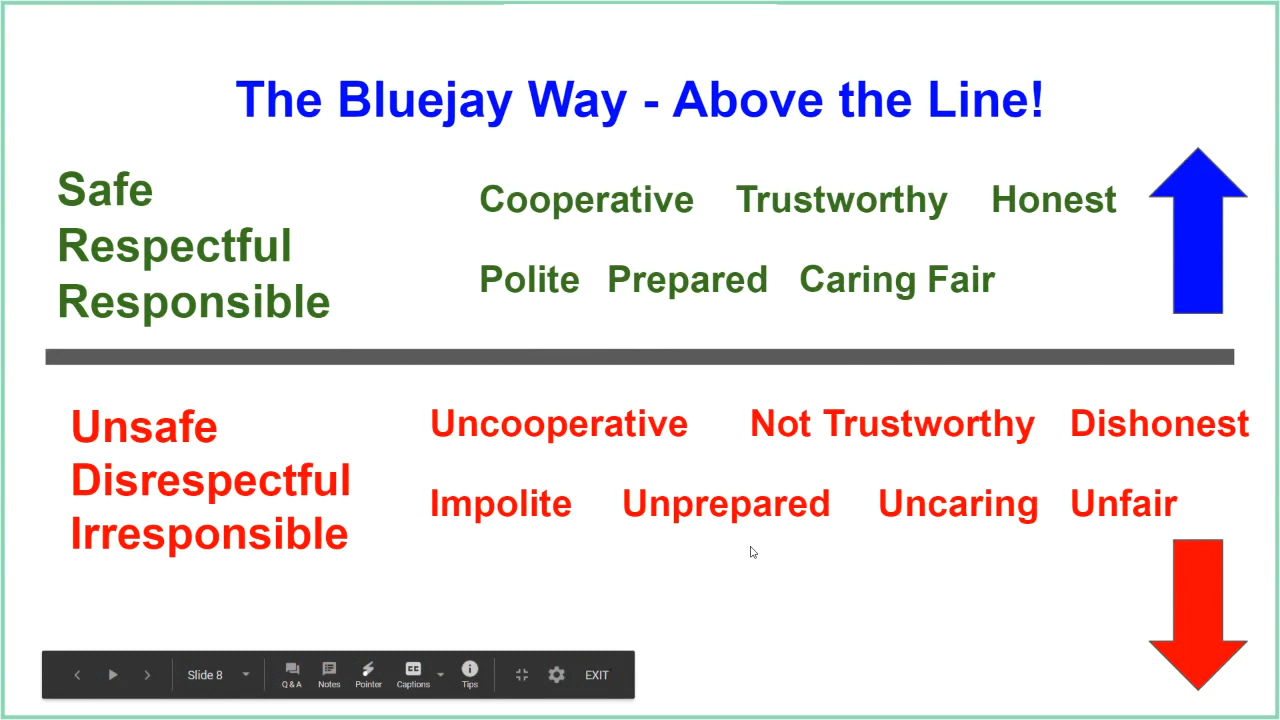 The Bluejay Way - Above the Line!
Safe
Respectful
Responsible
Cooperative Trustworthy Honest
Polite Prepared Caring Fair
Unsafe
Disrespectful
Irresponsible
Uncooperative Not Trustworthy Dishonest
Impolite Unprepared Uncaring Unfair
Slide 8
Q & A
Notes
Pointer
CC
Captions
Tips
EXIT